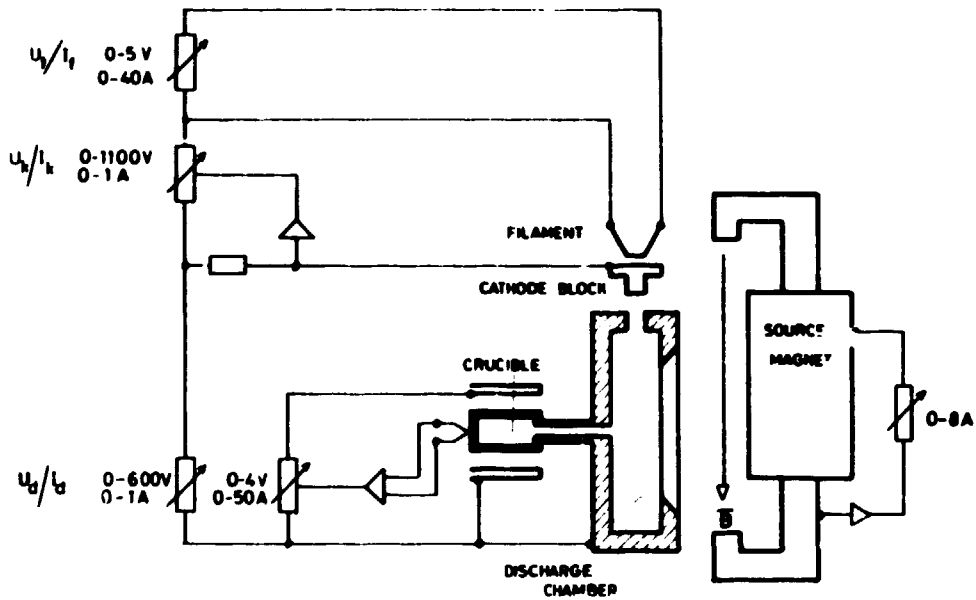 U_f/I_f 0-5V
0-40A
U_k/I_k 0-1100V
0-1A
FILAMENT
CATHODE BLOCK
SOURCE
MAGNET
CRUCIBLE
0-8A
U_d/I_d 0-600V
0-1A
0-4V
0-50A
B
DISCHARGE
CHAMBER